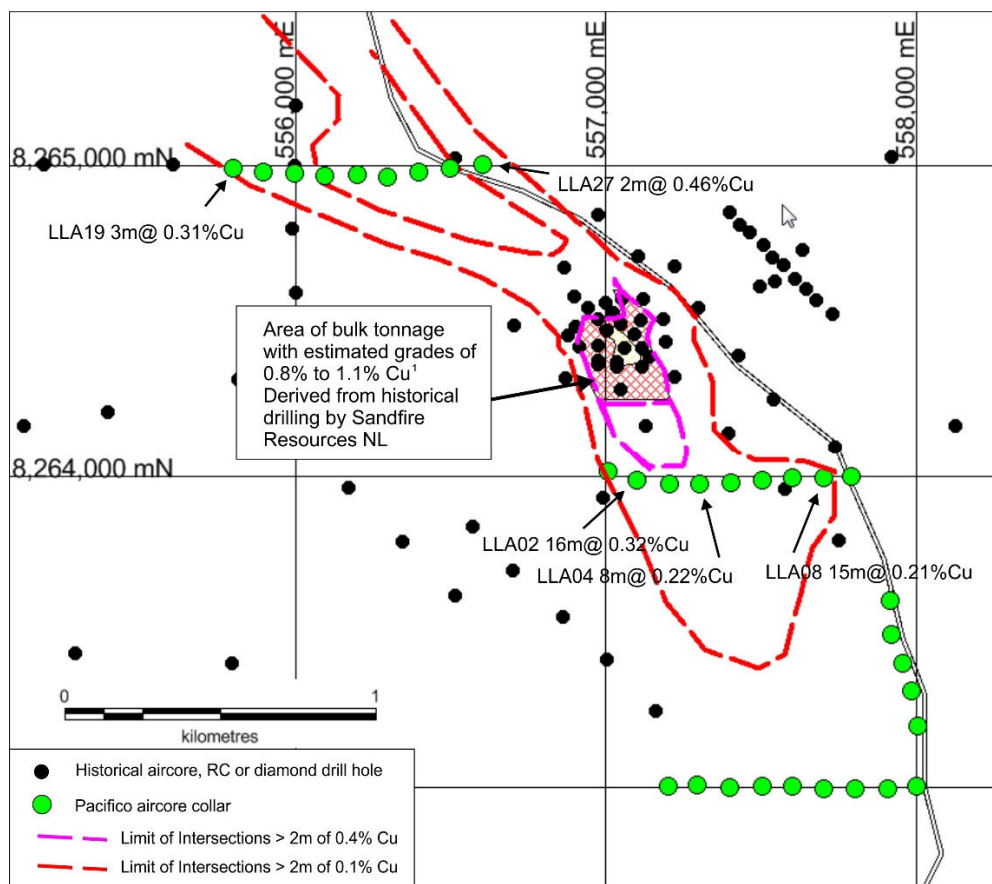 556,000 mE
557,000 mE
558,000 mE
8,265,000 mN
LLA27 2m@ 0.46%Cu
LLA19 3m@ 0.31%Cu
Area of bulk tonnage
with estimated grades of
0.8% to 1.1% Cu¹
Derived from historical
drilling by Sandfire
Resources NL
8,264,000 mN
LLA02 16m@ 0.32%Cu
LLA04 8m@ 0.22%Cu
LLA08 15m@ 0.21%Cu
0 1
kilometres
Historical aircore, RC or diamond drill hole
Pacifico aircore collar
Limit of Intersections > 2m of 0.4% Cu
Limit of Intersections > 2m of 0.1% Cu